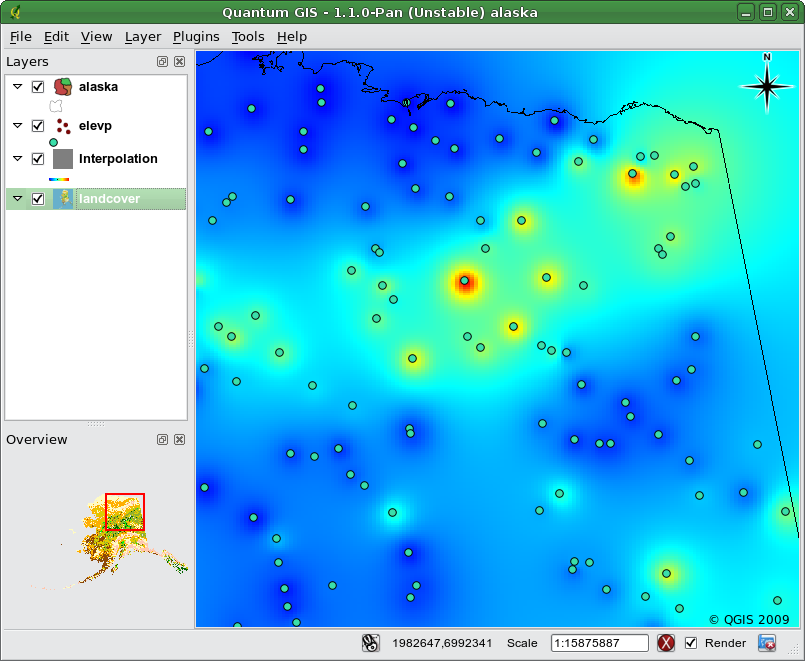 Quantum GIS - 1.1.0-Pan (Unstable) alaska
File Edit View Layer Plugins Tools Help
Layers
alaska
elevp
Interpolation
landcover
Overview
N
© QGIS 2009
1982647,6992341 Scale 1:15875887 Render